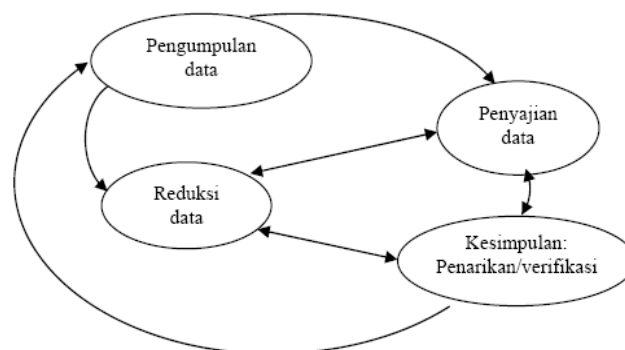 Pengumpulan
data
Penyajian
data
Reduksi
data
Kesimpulan:
Penarikan/verifikasi